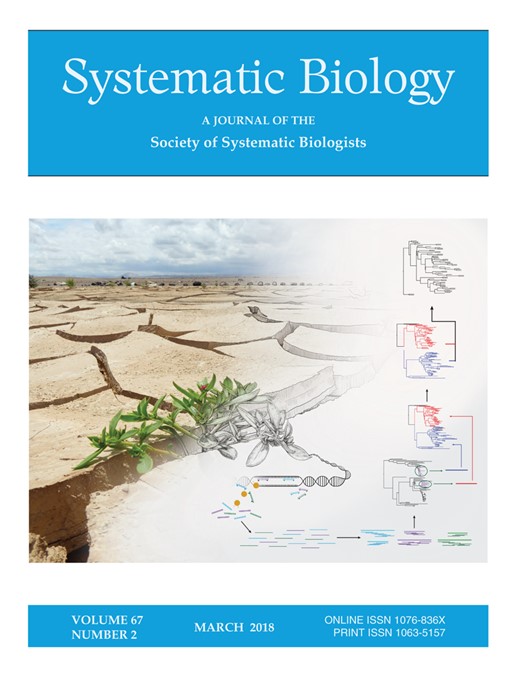 Systematic Biology
A JOURNAL OF THE
Society of Systematic Biologists
VOLUME 67
NUMBER 2
MARCH 2018
ONLINE ISSN 1076-836X
PRINT ISSN 1063-5157